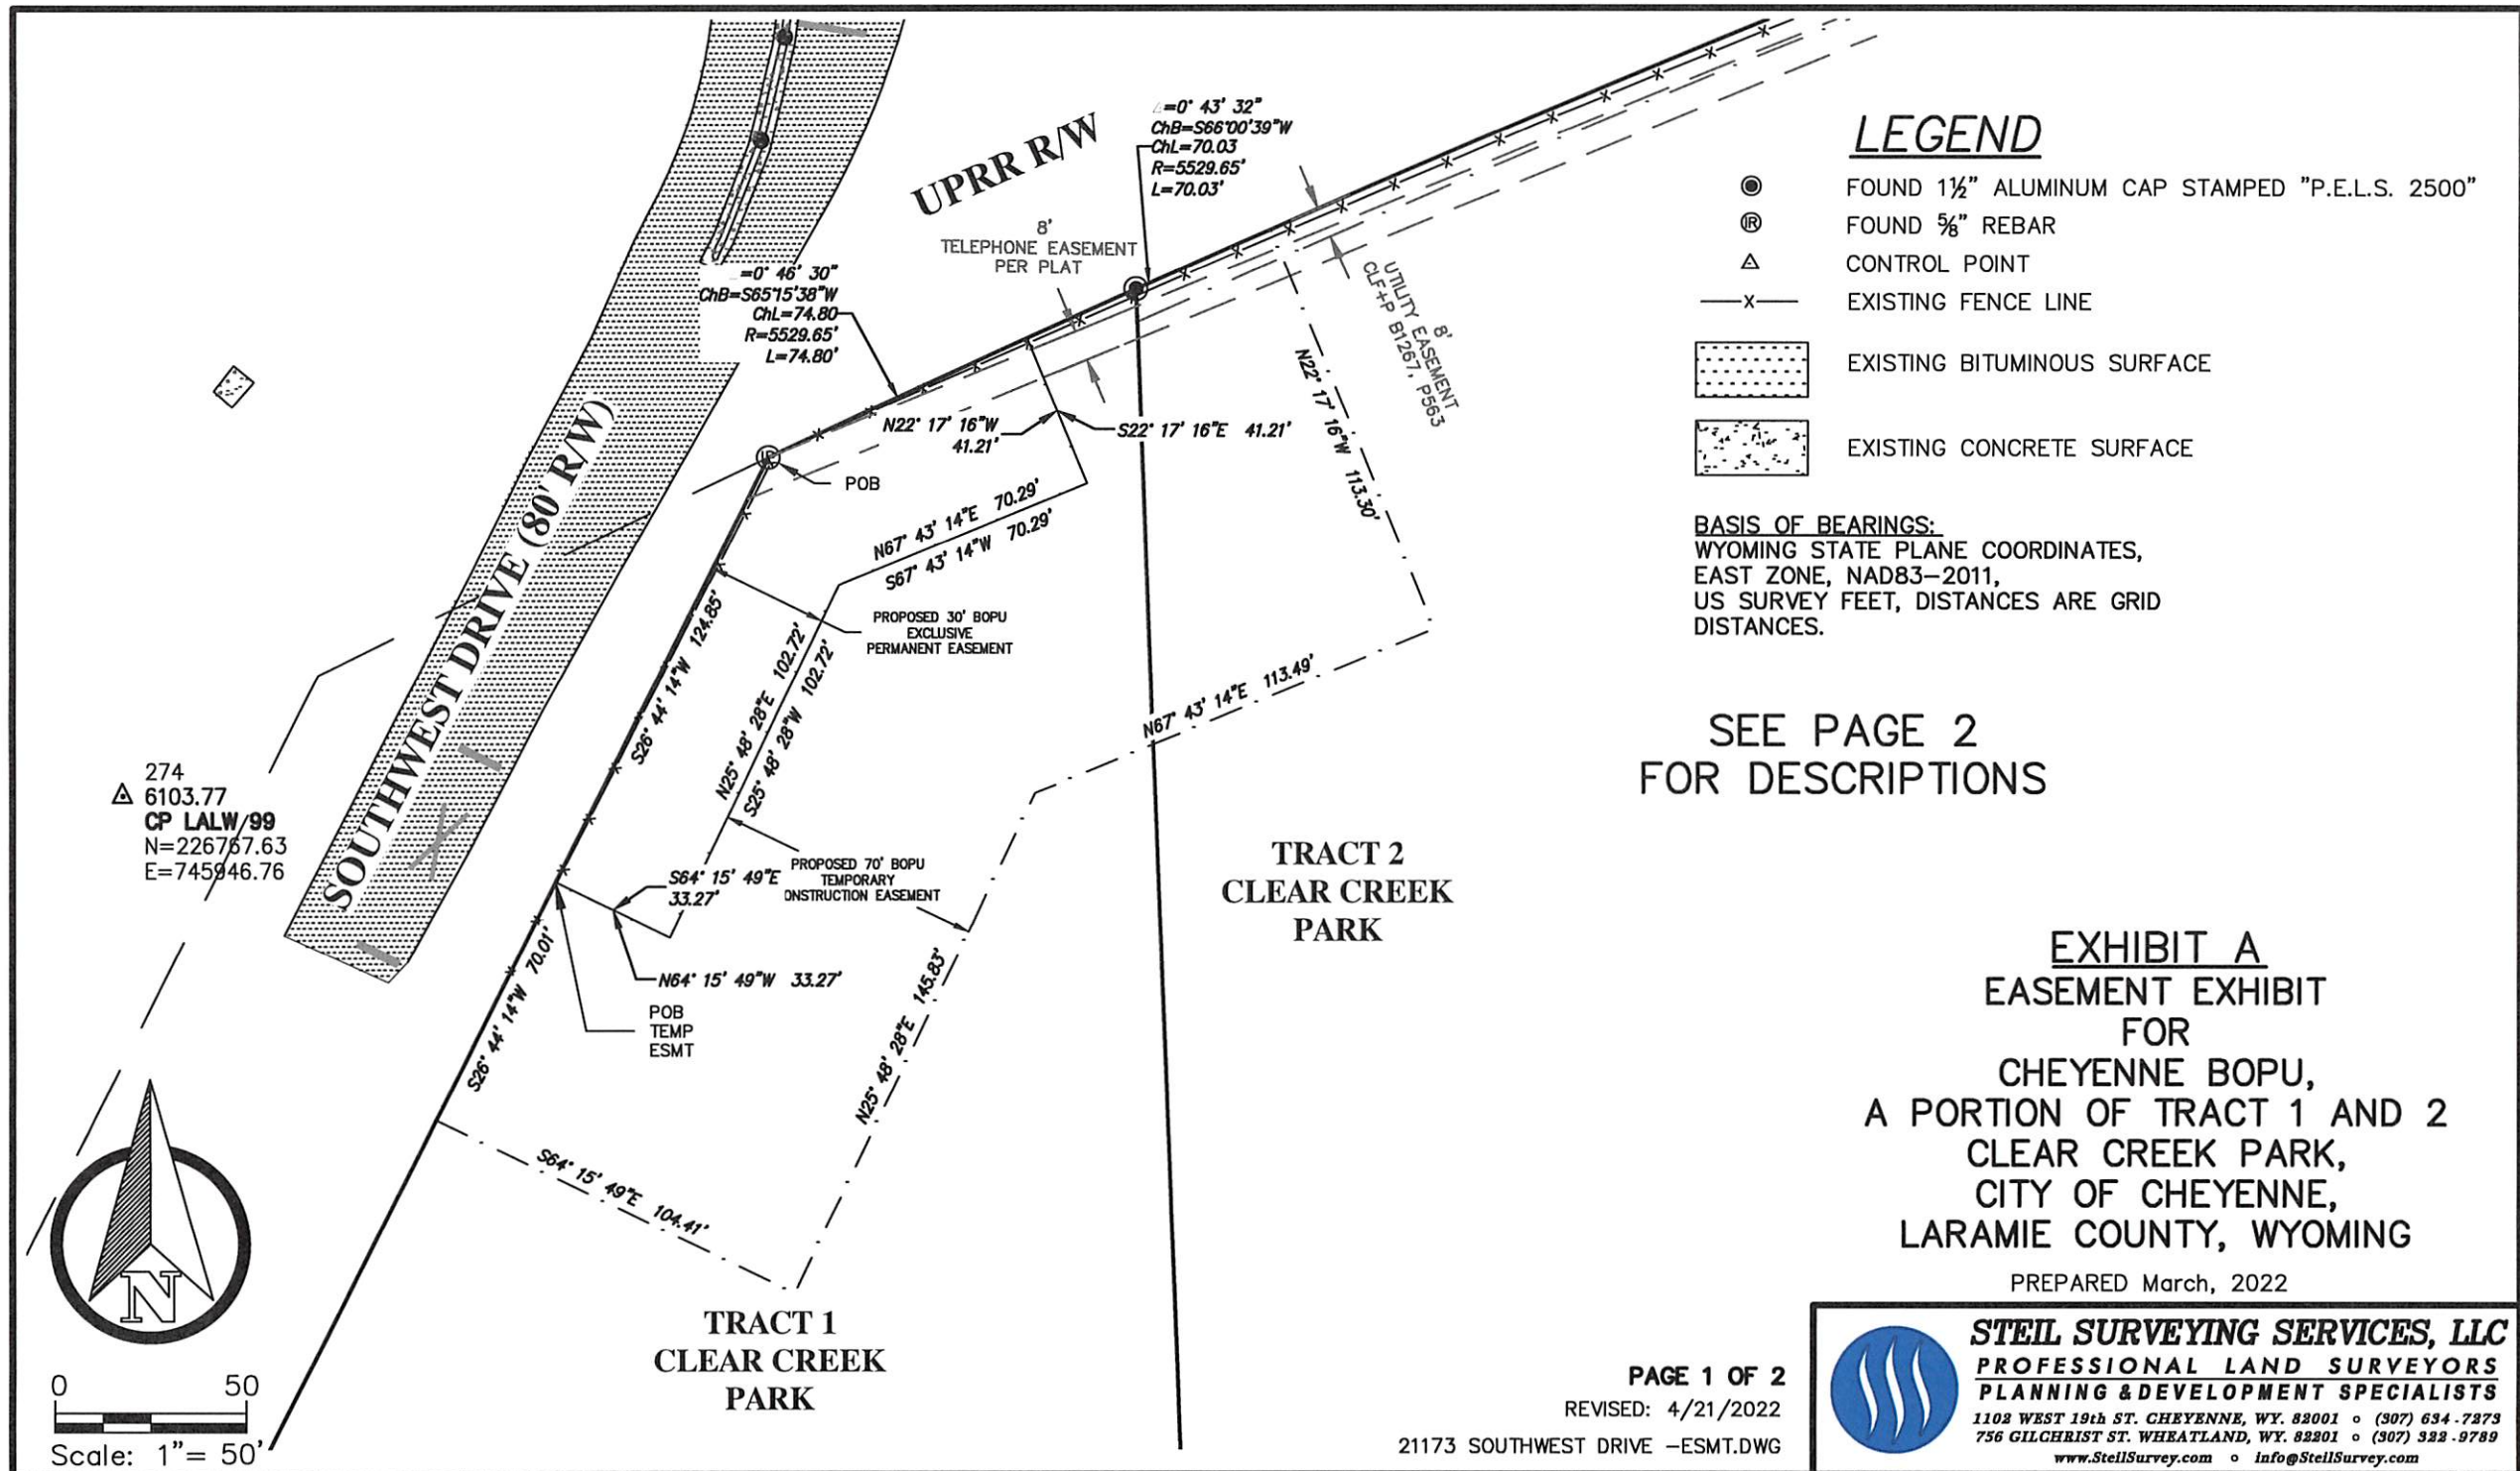 =0° 43' 32"
ChB=S66°00'39"W
ChL=70.03
R=5529.65'
L=70.03'
UPRR R/W
8'
TELEPHONE EASEMENT
PER PLAT
=0° 46' 30"
ChB=S65°15'38"W
ChL=74.80
R=5529.65'
L=74.80'
8'
UTILITY EASEMENT
CLF+P B1267, P563
N22° 17' 16"W 113.30'
N22° 17' 16"W
41.21'
S22° 17' 16"E 41.21'
IR
POB
N67° 43' 14"E 70.29'
S67° 43' 14"W 70.29'
SOUTHWEST DRIVE (80' R/W)
PROPOSED 30' BOPU
EXCLUSIVE
PERMANENT EASEMENT
S26° 44' 14"W 124.85'
N25° 48' 28"E 102.72'
S25° 48' 28"W 102.72'
N67° 43' 14"E 113.49'
274
6103.77
CP LALW 99
N=226767.63
E=745946.76
S64° 15' 49"E
33.27'
PROPOSED 70' BOPU
TEMPORARY
ONSTRUCTION EASEMENT
N64° 15' 49"W 33.27'
POB
TEMP
ESMT
S26° 44' 14"W 70.01'
N25° 48' 28"E 145.83'
S64° 15' 49"E 104.41'
TRACT 2
CLEAR CREEK
PARK
TRACT 1
CLEAR CREEK
PARK
N
0 50
Scale: 1"= 50'
LEGEND
FOUND 1½" ALUMINUM CAP STAMPED "P.E.L.S. 2500"
IR FOUND ⅝" REBAR
CONTROL POINT
x EXISTING FENCE LINE
EXISTING BITUMINOUS SURFACE
EXISTING CONCRETE SURFACE
BASIS OF BEARINGS:
WYOMING STATE PLANE COORDINATES,
EAST ZONE, NAD83-2011,
US SURVEY FEET, DISTANCES ARE GRID
DISTANCES.
SEE PAGE 2
FOR DESCRIPTIONS
EXHIBIT A
EASEMENT EXHIBIT
FOR
CHEYENNE BOPU,
A PORTION OF TRACT 1 AND 2
CLEAR CREEK PARK,
CITY OF CHEYENNE,
LARAMIE COUNTY, WYOMING
PREPARED March, 2022
PAGE 1 OF 2
REVISED: 4/21/2022
21173 SOUTHWEST DRIVE -ESMT.DWG
STEIL SURVEYING SERVICES, LLC
PROFESSIONAL LAND SURVEYORS
PLANNING & DEVELOPMENT SPECIALISTS
1102 WEST 19th ST. CHEYENNE, WY. 82001 o (307) 634-7273
756 GILCHRIST ST. WHEATLAND, WY. 82201 o (307) 322-9789
www.SteilSurvey.com o info@SteilSurvey.com